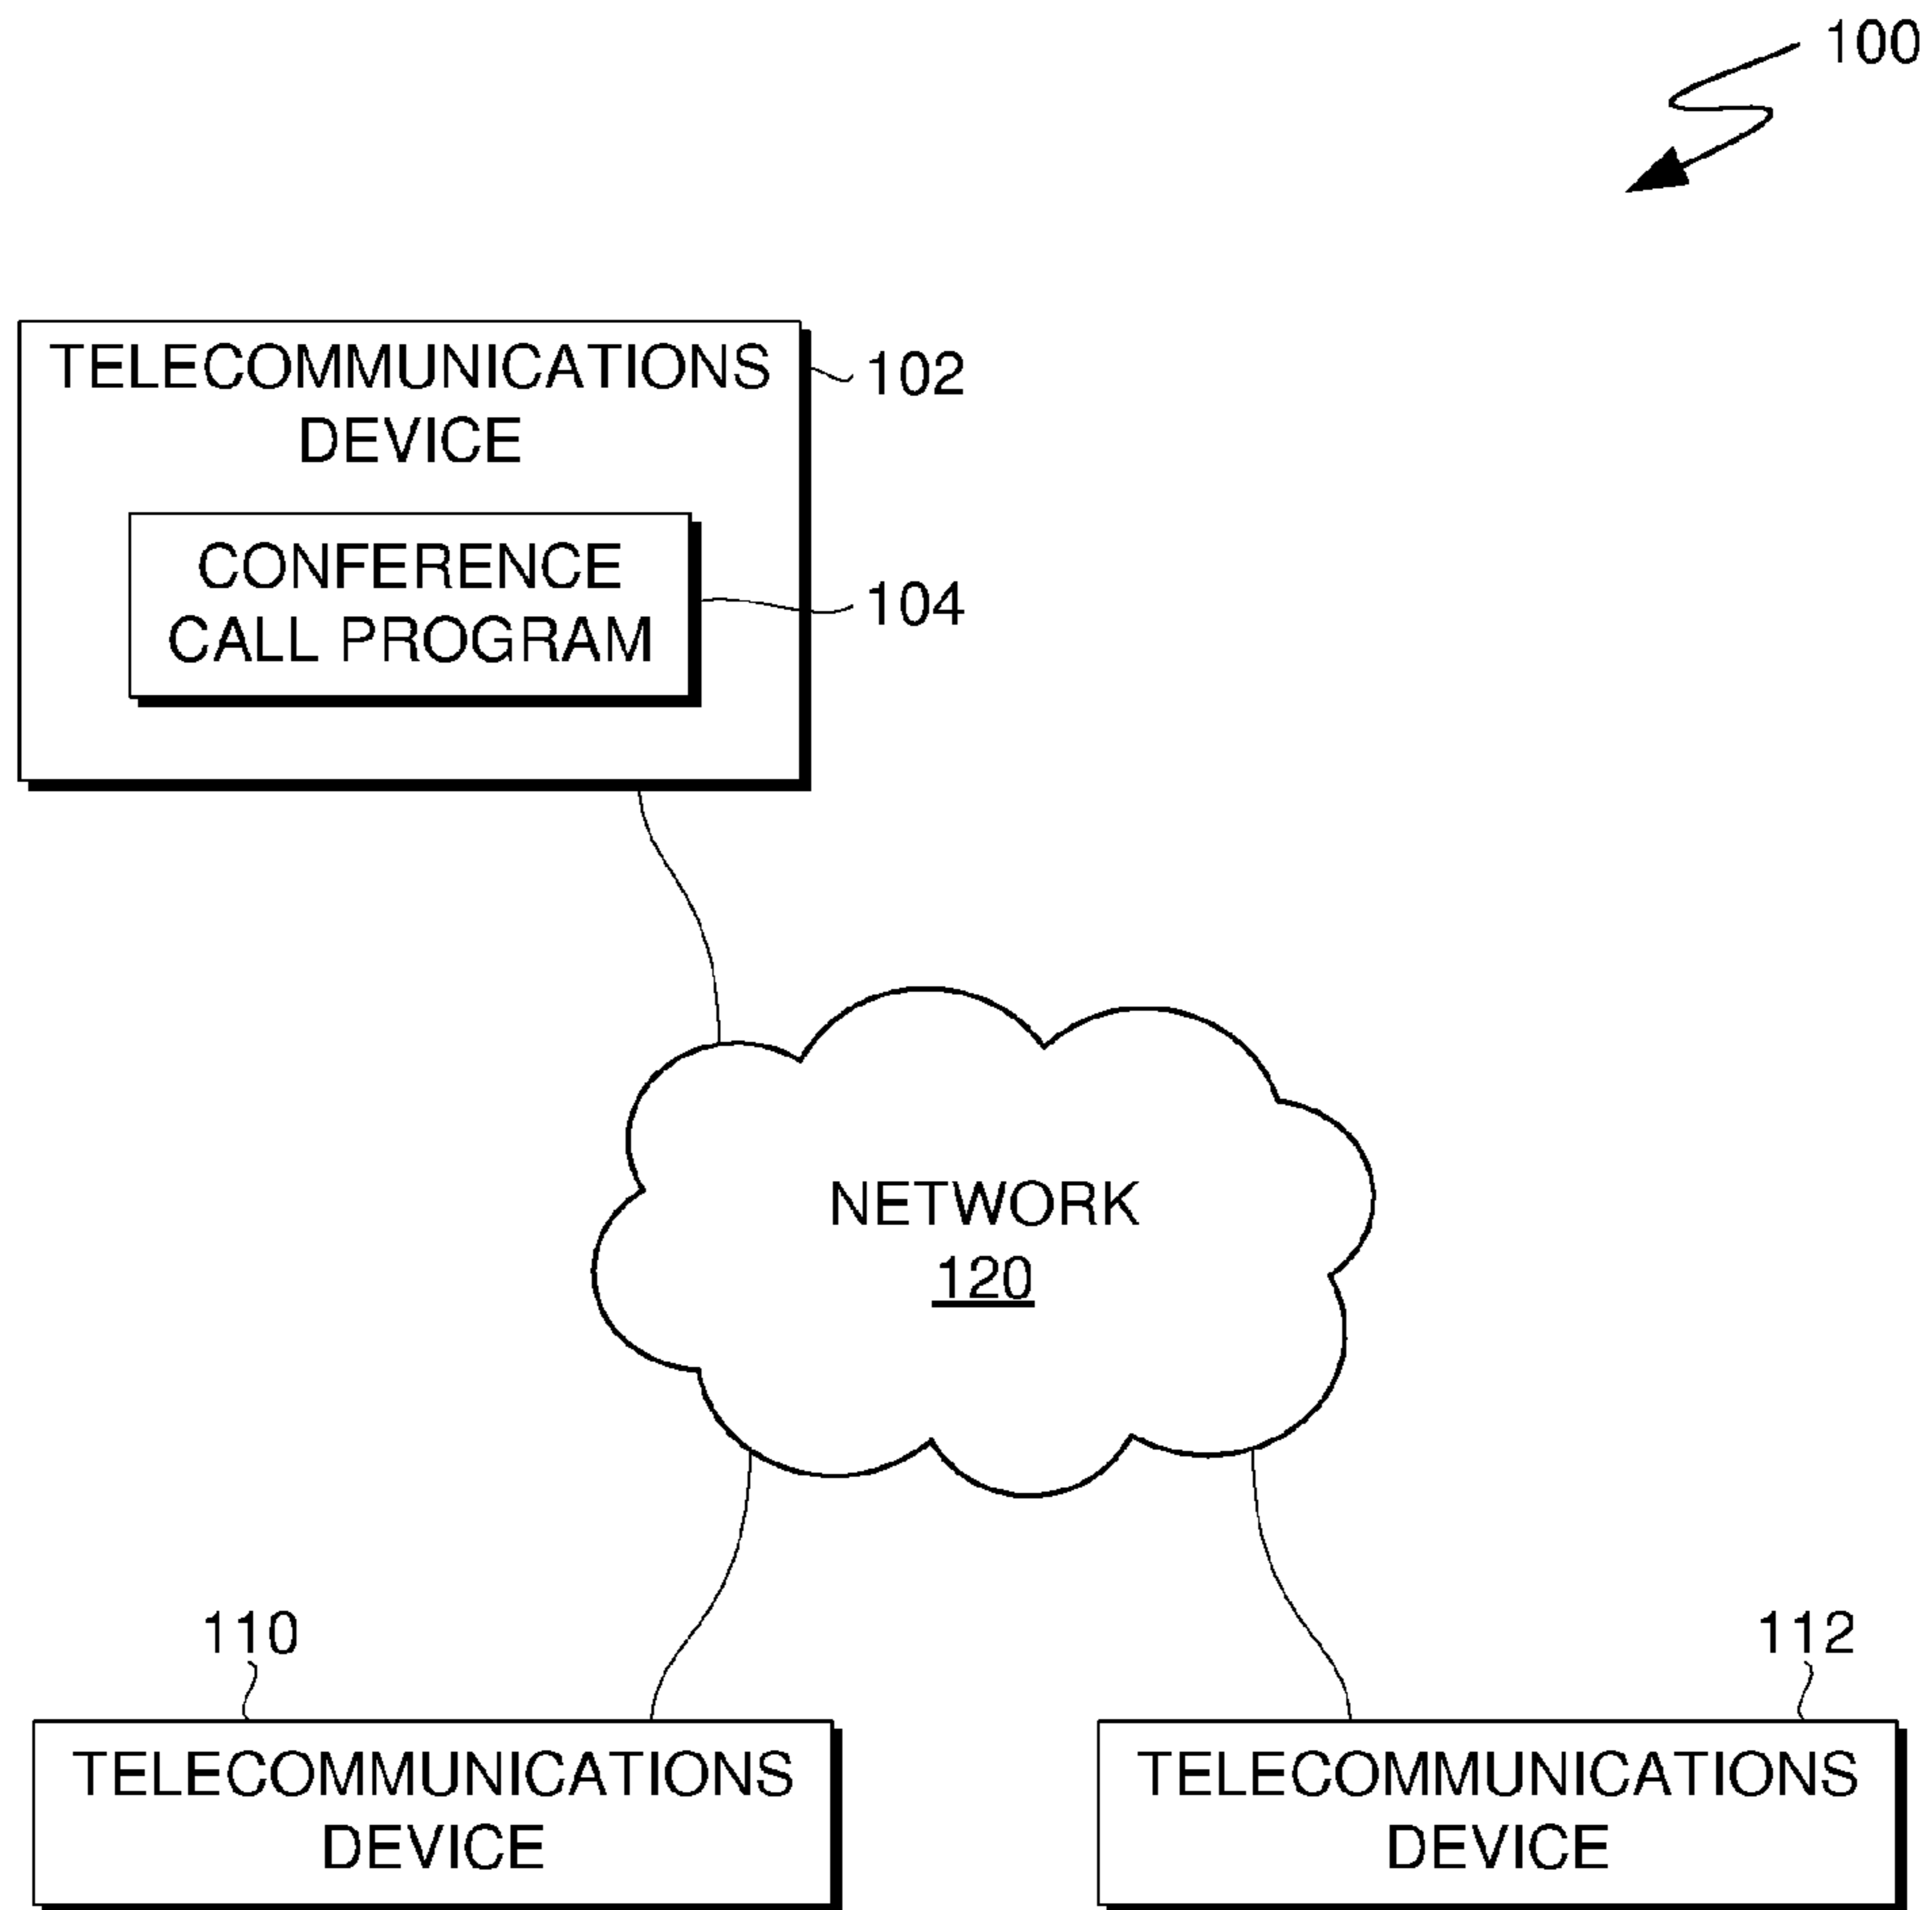 100
TELECOMMUNICATIONS
DEVICE
102
CONFERENCE
CALL PROGRAM
104
NETWORK
120
110
112
TELECOMMUNICATIONS
DEVICE
TELECOMMUNICATIONS
DEVICE